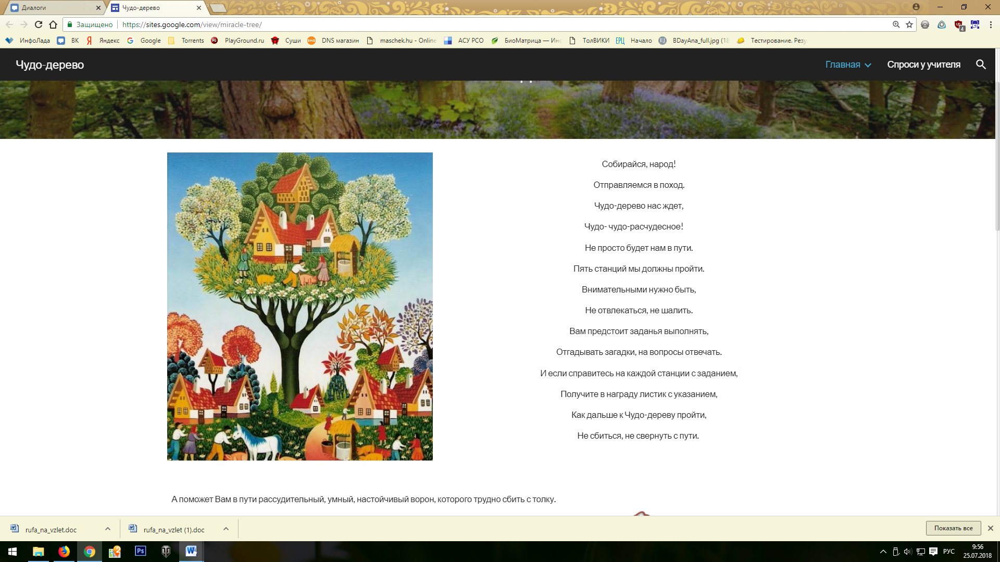 Диалоги
Чудо-дерево
Защищено
https://sites.google.com/view/miracle-tree/
4
ИнфоЛада
ВК
Яндекс
Google
Torrents
PlayGround.ru
Суши
DNS магазин
maschek.hu - Online
АСУ РСО
БиоМатрица — Ин
ТолВИКИ
ЕРЦ
Начало
BDayAna_full.jpg (18
Тестирование. Резу
Чудо-дерево
Главная
Спроси у учителя
Собирайся, народ!
Отправляемся в поход.
Чудо-дерево нас ждет,
Чудо- чудо-расчудесное!
Не просто будет нам в пути.
Пять станций мы должны пройти.
Внимательными нужно быть,
Не отвлекаться, не шалить.
Вам предстоит заданья выполнять,
Отгадывать загадки, на вопросы отвечать.
И если справитесь на каждой станции с заданием,
Получите в награду листик с указанием,
Как дальше к Чудо-дереву пройти,
Не сбиться, не свернуть с пути.
А поможет Вам в пути рассудительный, умный, настойчивый ворон, которого трудно сбить с толку.
rufa_na_vzlet.doc
rufa_na_vzlet (1).doc
Показать все
РУС
9:56
25.07.2018